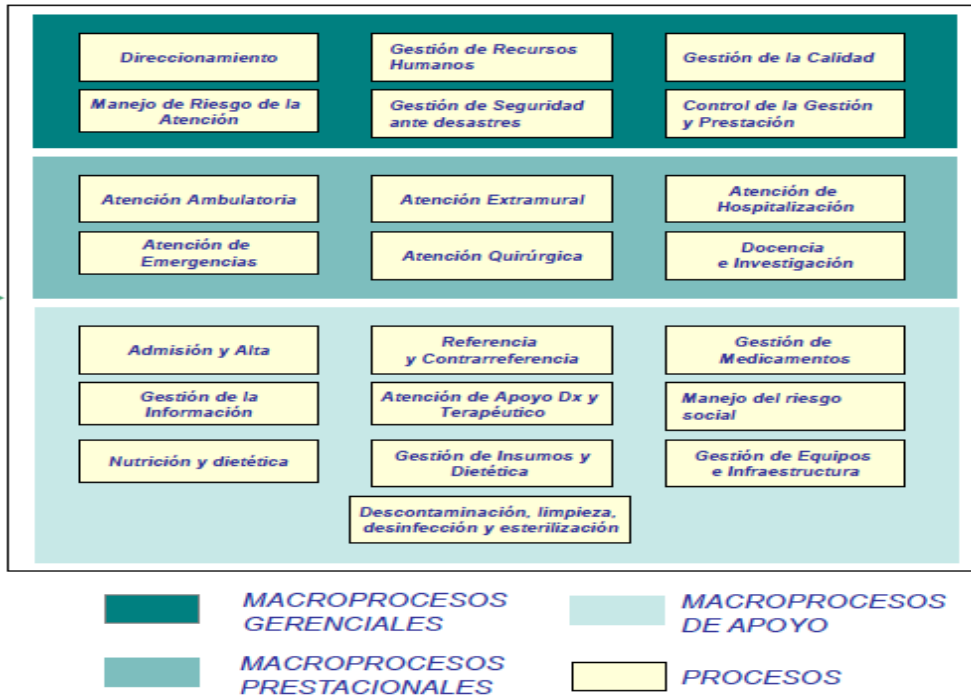 Direccionamiento
Gestión de Recursos
Humanos
Gestión de la Calidad
Manejo de Riesgo de la
Atención
Gestión de Seguridad
ante desastres
Control de la Gestión
y Prestación
Atención Ambulatoria
Atención Extramural
Atención de
Hospitalización
Atención de
Emergencias
Atención Quirúrgica
Docencia
e Investigación
Admisión y Alta
Referencia
y Contrarreferencia
Gestión de
Medicamentos
Gestión de la
Información
Atención de Apoyo Dx y
Terapéutico
Manejo del riesgo
social
Nutrición y dietética
Gestión de Insumos y
Dietética
Gestión de Equipos
e Infraestructura
Descontaminación, limpieza,
desinfección y esterilización
MACROPROCESOS
GERENCIALES
MACROPROCESOS
DE APOYO
MACROPROCESOS
PRESTACIONALES
PROCESOS